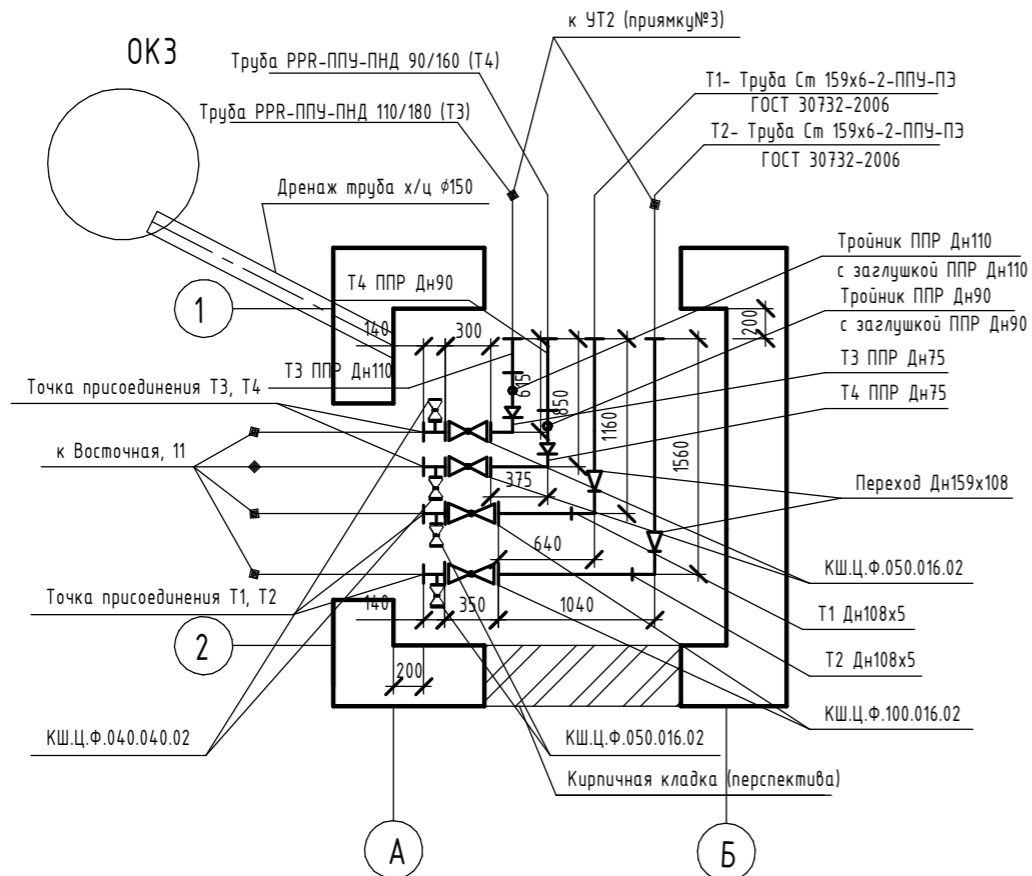 к УТ2 (приямку№3)
ОК3
Труба PPR-ППУ-ПНД 90/160 (Т4)
Т1- Труба Ст 159х6-2-ППУ-ПЭ
ГОСТ 30732-2006
Труба PPR-ППУ-ПНД 110/180 (Т3)
Т2- Труба Ст 159х6-2-ППУ-ПЭ
ГОСТ 30732-2006
Дренаж труба х/ц ϕ150
Тройник ППР Дн110
с заглушкой ППР Дн110
Т4 ППР Дн90
Тройник ППР Дн90
с заглушкой ППР Дн90
1
140
300
200
Т3 ППР Дн110
615
850
Т3 ППР Дн75
Точка присоединения Т3, Т4
Т4 ППР Дн75
1160
1560
к Восточная, 11
375
Переход Дн159х108
640
КШ.Ц.Ф.050.016.02
Точка присоединения Т1, Т2
140
350
1040
Т1 Дн108х5
2
200
Т2 Дн108х5
КШ.Ц.Ф.100.016.02
КШ.Ц.Ф.040.040.02
КШ.Ц.Ф.050.016.02
Кирпичная кладка (перспектива)
А
Б